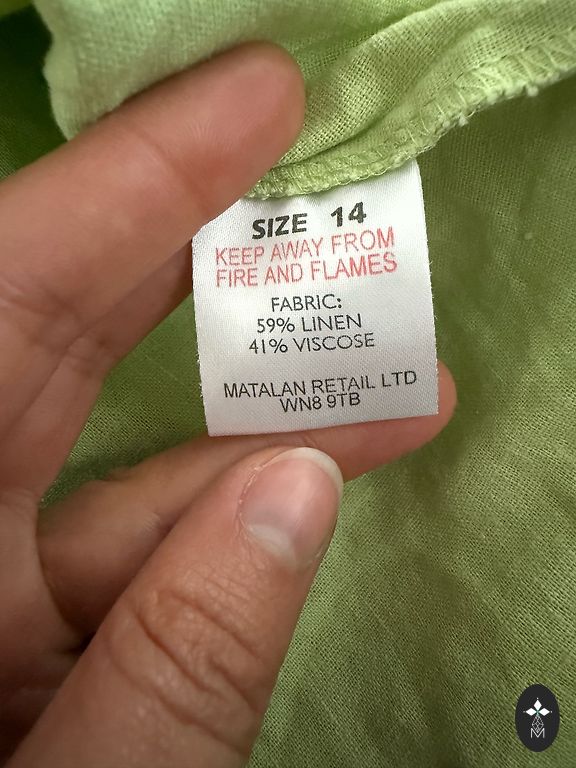 SIZE 14
KEEP AWAY FROM
FIRE AND FLAMES
FABRIC:
59% LINEN
41% VISCOSE
MATALAN RETAIL LTD
WN8 9TB
M